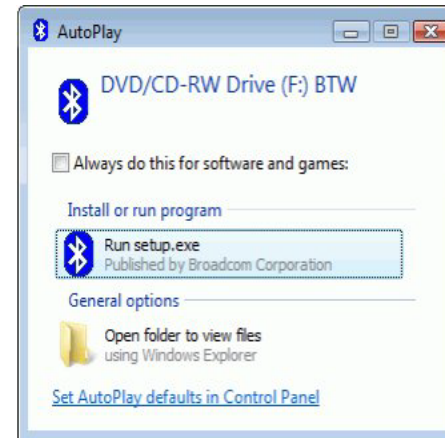 AutoPlay
DVD/CD-RW Drive (F:) BTW
Always do this for software and games:
Install or run program
Run setup.exe
Published by Broadcom Corporation
General options
Open folder to view files
using Windows Explorer
Set AutoPlay defaults in Control Panel